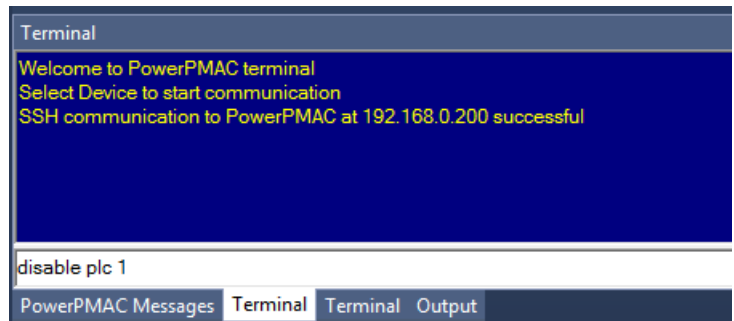 Terminal
Welcome to PowerPMAC terminal
Select Device to start communication
SSH communication to PowerPMAC at 192.168.0.200 successful
disable plc 1
PowerPMAC Messages Terminal Terminal Output